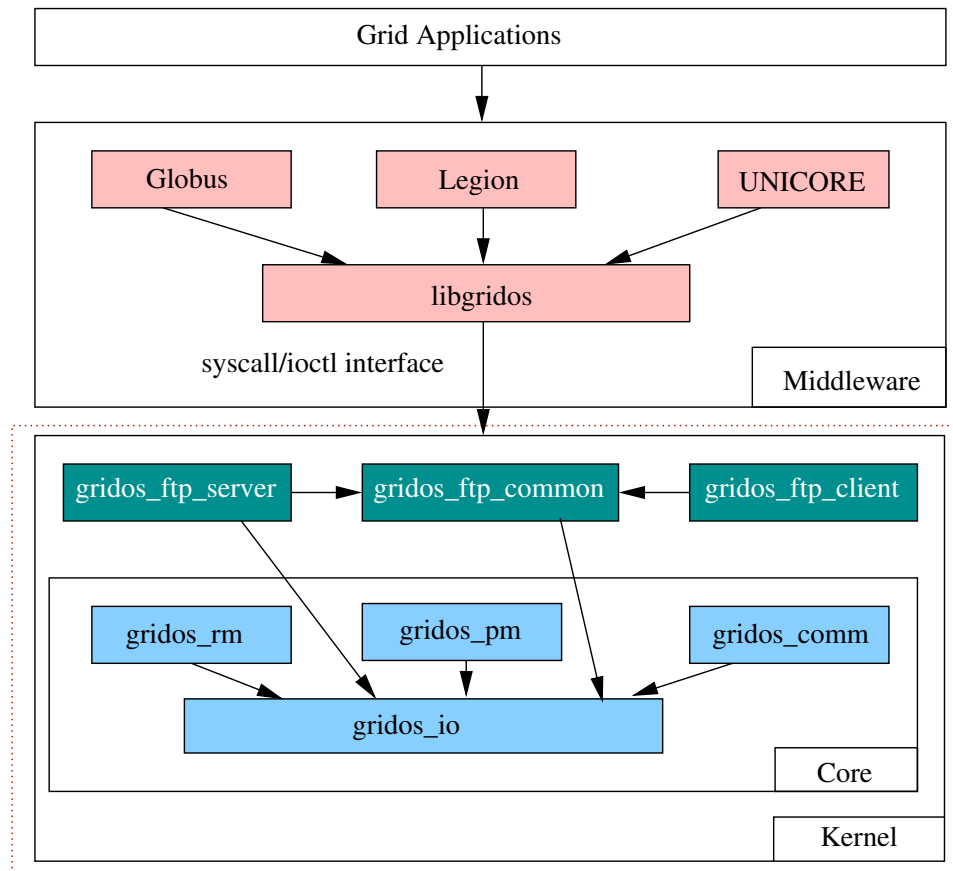 Grid Applications
Globus
Legion
UNICORE
libgridos
syscall/ioctl interface
Middleware
gridos_ftp_server
gridos_ftp_common
gridos_ftp_client
gridos_rm
gridos_pm
gridos_comm
gridos_io
Core
Kernel